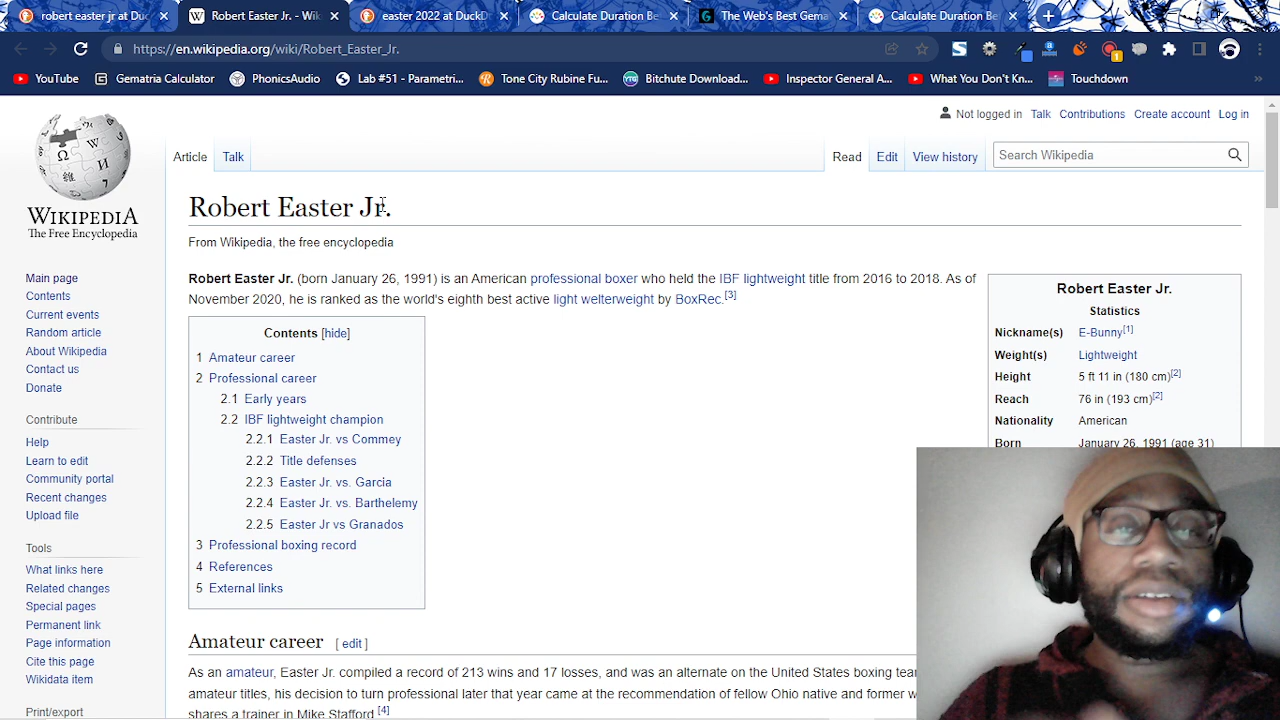 robert easter jr at Duc
Robert Easter Jr. - Wik
easter 2022 at DuckD
Calculate Duration Be
The Web's Best Gema
Calculate Duration Be
https://en.wikipedia.org/wiki/Robert_Easter_Jr.
YouTube
Gematria Calculator
PhonicsAudio
Lab #51 - Parametri...
Tone City Rubine Fu...
Bitchute Download...
Inspector General A...
What You Don't Kn...
Touchdown
Not logged in Talk Contributions Create account Log in
Article Talk
Read Edit View history
Search Wikipedia
WIKIPEDIA
The Free Encyclopedia
Main page
Contents
Current events
Random article
About Wikipedia
Contact us
Donate
Contribute
Help
Learn to edit
Community portal
Recent changes
Upload file
Tools
What links here
Related changes
Special pages
Permanent link
Page information
Cite this page
Wikidata item
Print/export
Robert Easter Jr.
From Wikipedia, the free encyclopedia
Robert Easter Jr. (born January 26, 1991) is an American professional boxer who held the IBF lightweight title from 2016 to 2018. As of
November 2020, he is ranked as the world's eighth best active light welterweight by BoxRec.[3]
Contents [hide]
1 Amateur career
2 Professional career
2.1 Early years
2.2 IBF lightweight champion
2.2.1 Easter Jr. vs Commey
2.2.2 Title defenses
2.2.3 Easter Jr. vs. Garcia
2.2.4 Easter Jr. vs. Barthelemy
2.2.5 Easter Jr vs Granados
3 Professional boxing record
4 References
5 External links
Robert Easter Jr.
Statistics
Nickname(s) E-Bunny[1]
Weight(s) Lightweight
Height 5 ft 11 in (180 cm)[2]
Reach 76 in (193 cm)[2]
Nationality American
Born January 26, 1991 (age 31)
Amateur career [ edit ]
As an amateur, Easter Jr. compiled a record of 213 wins and 17 losses, and was an alternate on the United States boxing tea
amateur titles, his decision to turn professional later that year came at the recommendation of fellow Ohio native and former w
shares a trainer in Mike Stafford.[4]